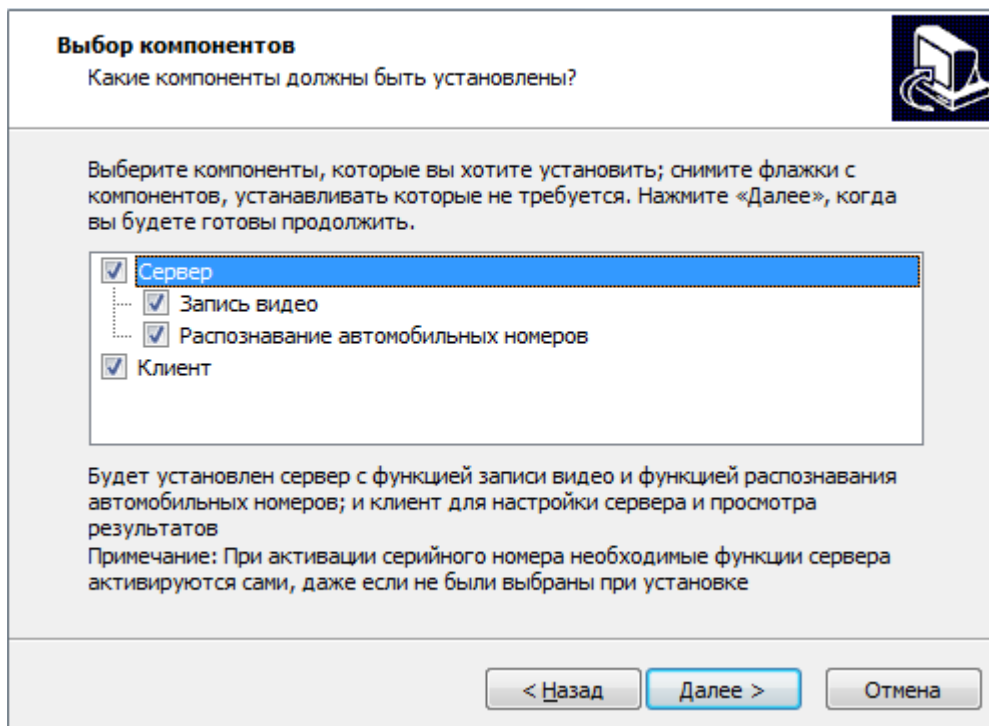 Выбор компонентов
Какие компоненты должны быть установлены?
Выберите компоненты, которые вы хотите установить; снимите флажки с
компонентов, устанавливать которые не требуется. Нажмите «Далее», когда
вы будете готовы продолжить.
Сервер
Запись видео
Распознавание автомобильных номеров
Клиент
Будет установлен сервер с функцией записи видео и функцией распознавания
автомобильных номеров; и клиент для настройки сервера и просмотра
результатов
Примечание: При активации серийного номера необходимые функции сервера
активируются сами, даже если не были выбраны при установке
< Назад
Далее >
Отмена